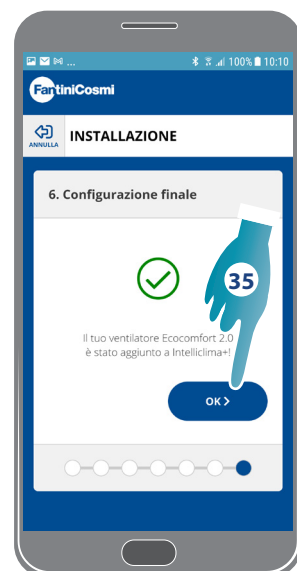 ... 100% 10:10
FantiniCosmi
ANNULLA
INSTALLAZIONE
6. Configurazione finale
35
Il tuo ventilatore Ecocomfort 2.0
è stato aggiunto a Intelliclima+!
OK >